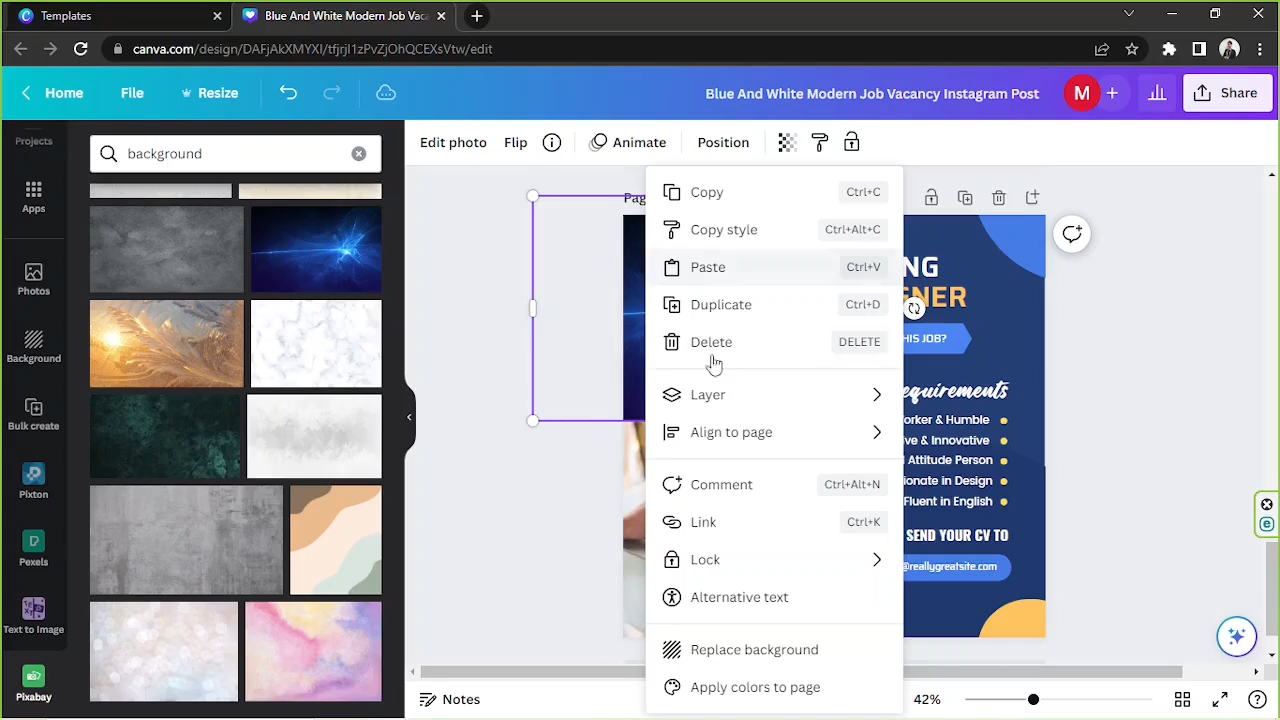 Templates
Blue And White Modern Job Vac
canva.com/design/DAFjAkXMYXI/tfjrjI1zPvZjOhQCEXsVtw/edit
Home
File
Resize
Blue And White Modern Job Vacancy Instagram Post
M
Share
Projects
Apps
Photos
Background
Bulk create
Pixton
Pexels
Text to Image
Pixabay
background
Edit photo
Flip
Animate
Position
Pag
Copy Ctrl+C
Copy style Ctrl+Alt+C
Paste Ctrl+V
Duplicate Ctrl+D
Delete DELETE
Layer
Align to page
Comment Ctrl+Alt+N
Link Ctrl+K
Lock
Alternative text
Replace background
Apply colors to page
NG
GNER
HIS JOB?
equirements
orker & Humble
ve & Innovative
Attitude Person
ionate in Design
Fluent in English
SEND YOUR CV TO
@reallygreatsite.com
Notes
42%